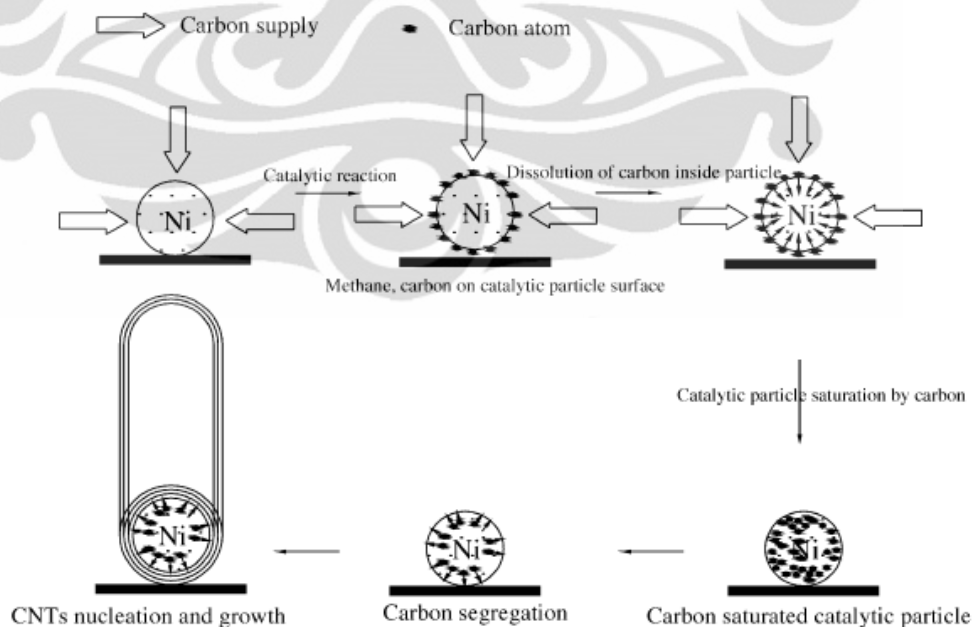 Carbon supply
Carbon atom
Catalytic reaction
Dissolution of carbon inside particle
Ni
Ni
Ni
Methane, carbon on catalytic particle surface
Catalytic particle saturation by carbon
Ni
Ni
Ni
CNTs nucleation and growth
Carbon segregation
Carbon saturated catalytic particle